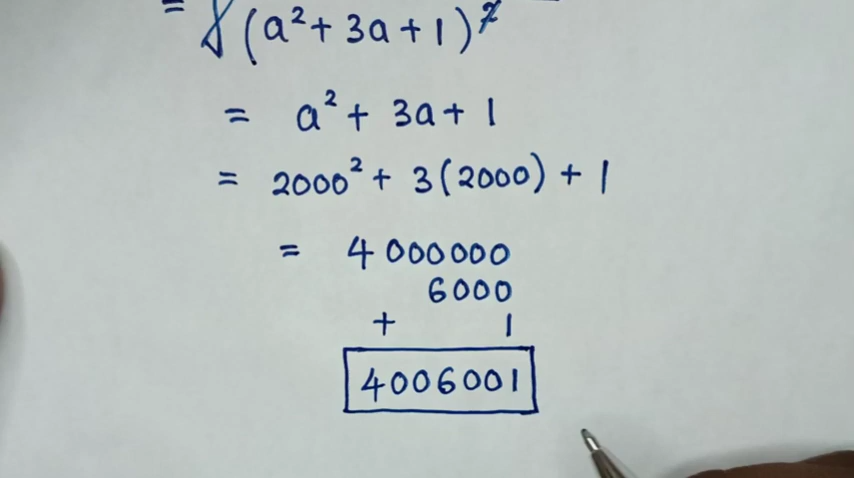 = √(a² + 3a + 1)²
= a² + 3a + 1
= 2000² + 3(2000) + 1
= 4000000
6000
+ 1
4006001